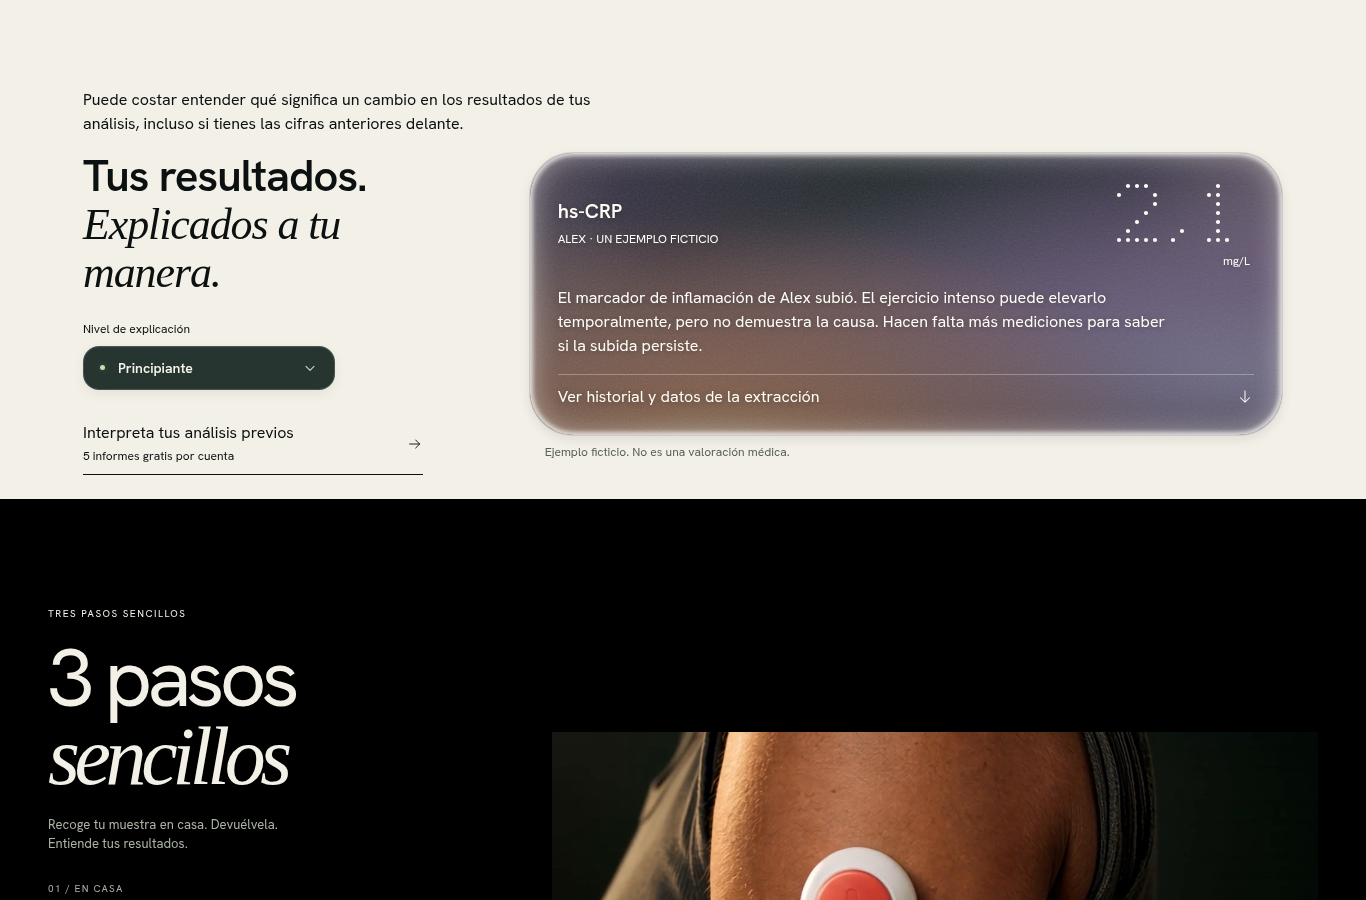 Puede costar entender qué significa un cambio en los resultados de tus
análisis, incluso si tienes las cifras anteriores delante.
Tus resultados.
Explicados a tu
manera.
Nivel de explicación
Principiante
Interpreta tus análisis previos
5 informes gratis por cuenta
hs-CRP
ALEX · UN EJEMPLO FICTICIO
2.1
mg/L
El marcador de inflamación de Alex subió. El ejercicio intenso puede elevarlo
temporalmente, pero no demuestra la causa. Hacen falta más mediciones para saber
si la subida persiste.
Ver historial y datos de la extracción
Ejemplo ficticio. No es una valoración médica.
TRES PASOS SENCILLOS
3 pasos
sencillos
Recoge tu muestra en casa. Devuélvela.
Entiende tus resultados.
01 / EN CASA